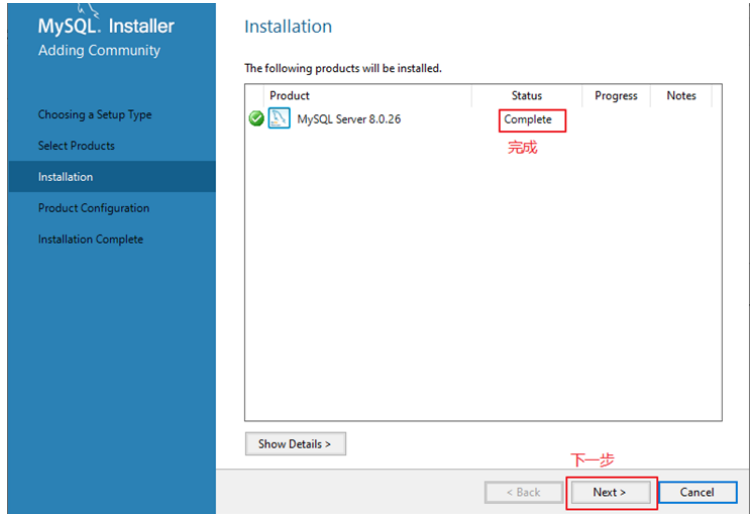 MySQL. Installer
Adding Community
Choosing a Setup Type
Select Products
Installation
Product Configuration
Installation Complete
Installation
The following products will be installed.
Product Status Progress Notes
MySQL Server 8.0.26 Complete
完成
Show Details >
下一步
< Back Next > Cancel